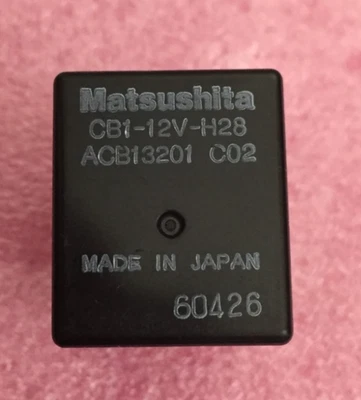 Matsushita
CB1-12V-H28
ACB13201 C02
MADE IN JAPAN
60426